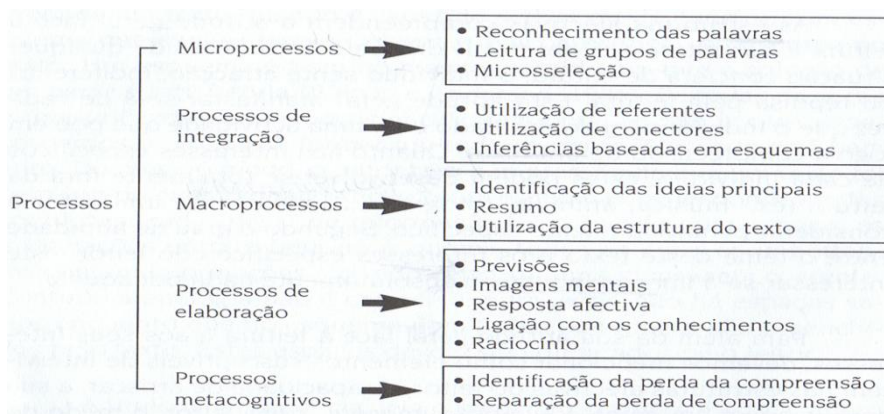 Microprocessos
• Reconhecimento das palavras
• Leitura de grupos de palavras
• Microsselecção
Processos de
integração
• Utilização de referentes
• Utilização de conectores
• Inferências baseadas em esquemas
Processos
Macroprocessos
• Identificação das ideias principais
• Resumo
• Utilização da estrutura do texto
Processos de
elaboração
• Previsões
• Imagens mentais
• Resposta afectiva
• Ligação com os conhecimentos
• Raciocínio
Processos
metacognitivos
• Identificação da perda da compreensão
• Reparação da perda de compreensão